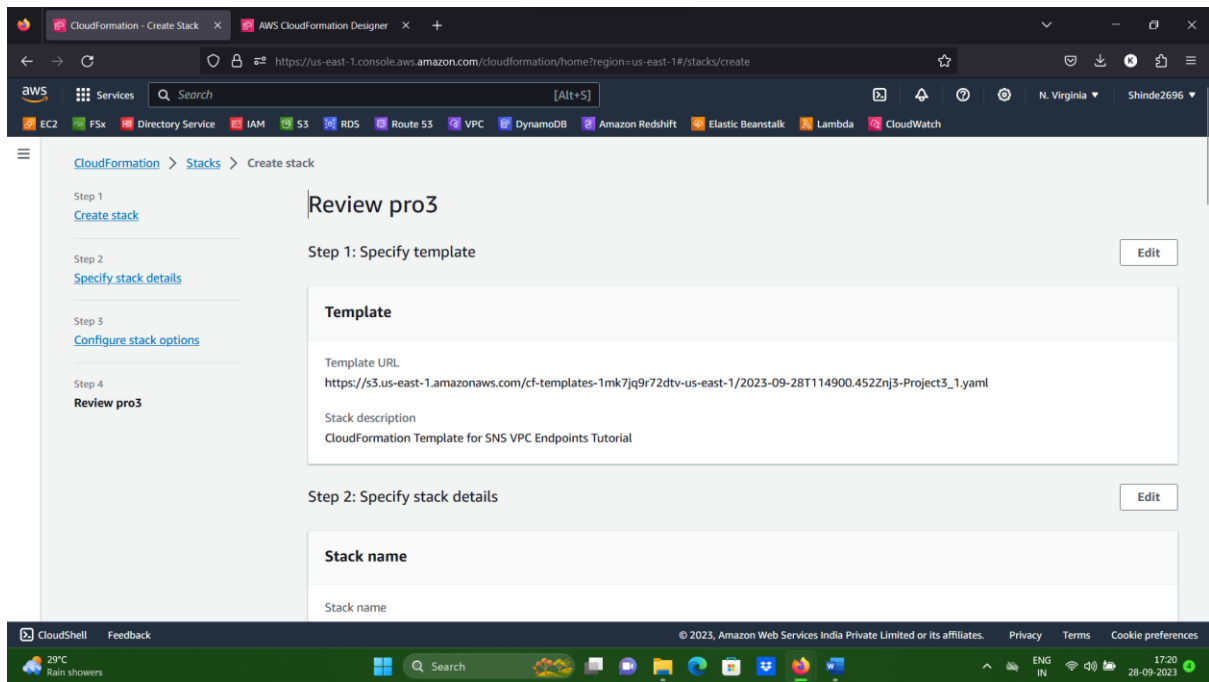 CloudFormation - Create Stack
AWS CloudFormation Designer
https://us-east-1.console.aws.amazon.com/cloudformation/home?region=us-east-1#/stacks/create
K
aws
Services
Search
[Alt+S]
N. Virginia
Shinde2696
EC2
FSx
Directory Service
IAM
S3
RDS
Route 53
VPC
DynamoDB
Amazon Redshift
Elastic Beanstalk
Lambda
CloudWatch
CloudFormation
Stacks
Create stack
Step 1
Create stack
Step 2
Specify stack details
Step 3
Configure stack options
Step 4
Review pro3
Review pro3
Step 1: Specify template
Edit
Template
Template URL
https://s3.us-east-1.amazonaws.com/cf-templates-1mk7jq9r72dtv-us-east-1/2023-09-28T114900.452Znj3-Project3_1.yaml
Stack description
CloudFormation Template for SNS VPC Endpoints Tutorial
Step 2: Specify stack details
Edit
Stack name
Stack name
CloudShell
Feedback
© 2023, Amazon Web Services India Private Limited or its affiliates.
Privacy
Terms
Cookie preferences
29°C
Rain showers
Search
ENG
IN
17:20
28-09-2023
4